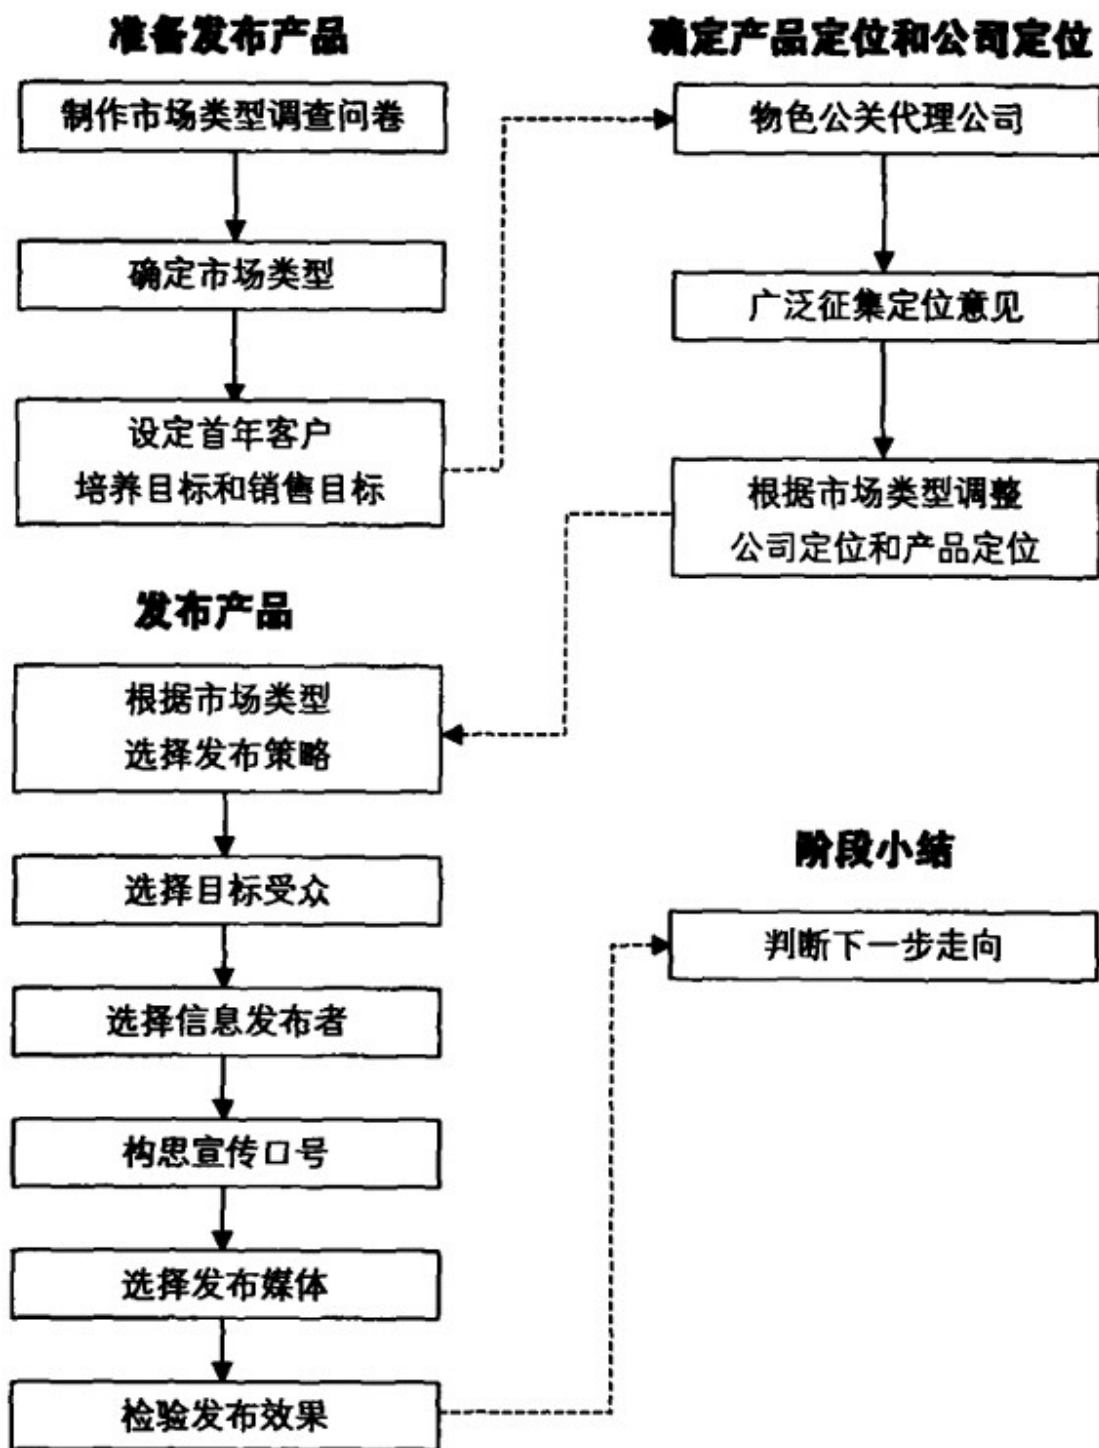 准备发布产品
制作市场类型调查问卷
确定市场类型
设定首年客户
培养目标和销售目标
确定产品定位和公司定位
物色公关代理公司
广泛征集定位意见
根据市场类型调整
公司定位和产品定位
发布产品
根据市场类型
选择发布策略
选择目标受众
选择信息发布者
构思宣传口号
选择发布媒体
检验发布效果
阶段小结
判断下一步走向